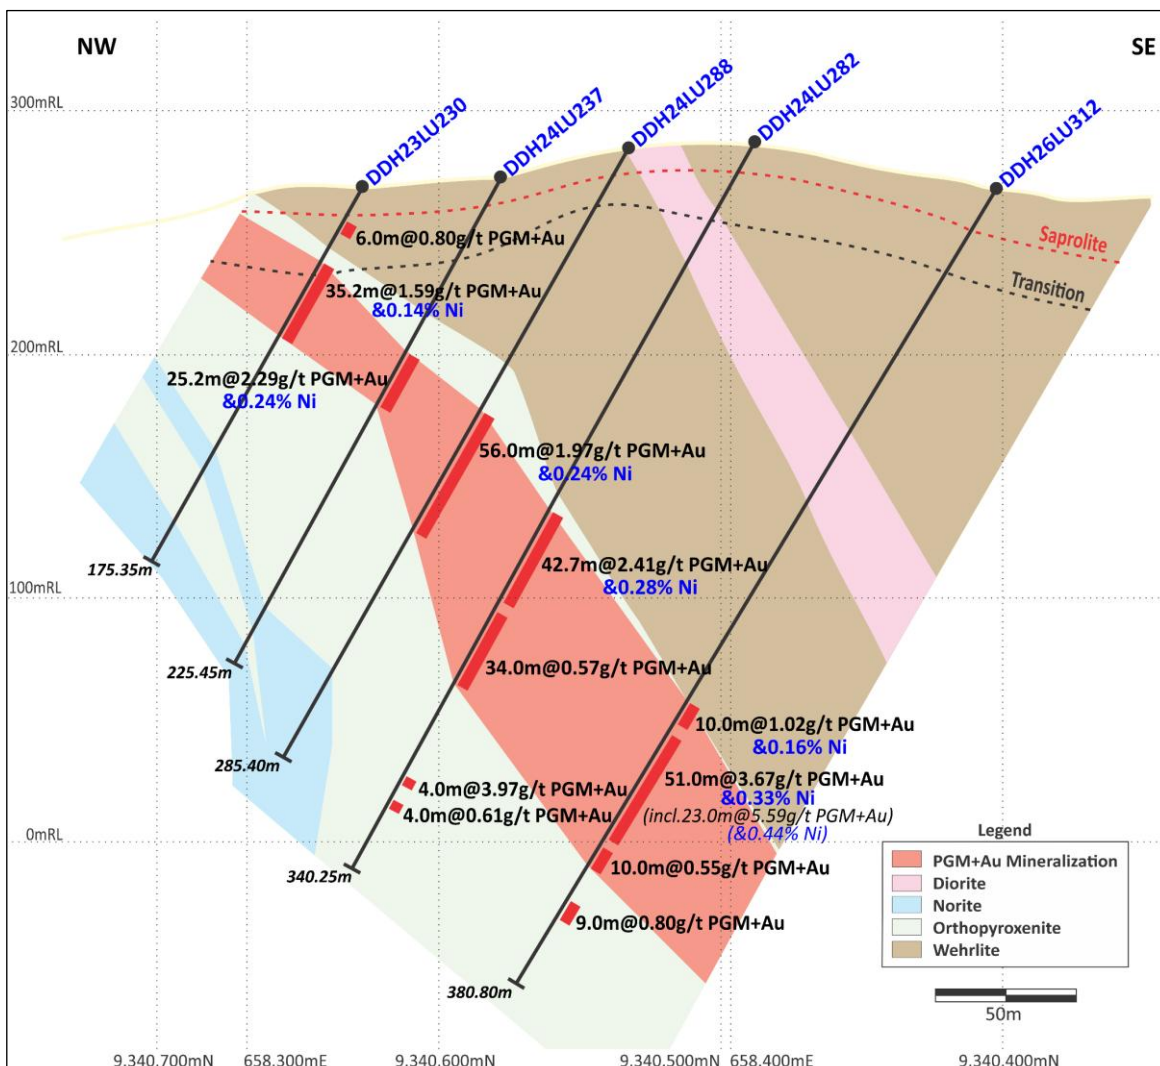 NW
SE
DDH23LU230
DDH24LU237
DDH24LU288
DDH24LU282
DDH26LU312
300mRL
200mRL
100mRL
0mRL
Saprolite
Transition
6.0m@0.80g/t PGM+Au
35.2m@1.59g/t PGM+Au
&0.14% Ni
25.2m@2.29g/t PGM+Au
&0.24% Ni
56.0m@1.97g/t PGM+Au
&0.24% Ni
42.7m@2.41g/t PGM+Au
&0.28% Ni
34.0m@0.57g/t PGM+Au
10.0m@1.02g/t PGM+Au
&0.16% Ni
51.0m@3.67g/t PGM+Au
&0.33% Ni
(incl.23.0m@5.59g/t PGM+Au)
(&0.44% Ni)
4.0m@3.97g/t PGM+Au
4.0m@0.61g/t PGM+Au
10.0m@0.55g/t PGM+Au
9.0m@0.80g/t PGM+Au
175.35m
225.45m
285.40m
340.25m
380.80m
Legend
PGM+Au Mineralization
Diorite
Norite
Orthopyroxenite
Wehrlite
50m
9,340,700mN
658,300mE
9,340,600mN
9,340,500mN
658,400mE
9,340,400mN